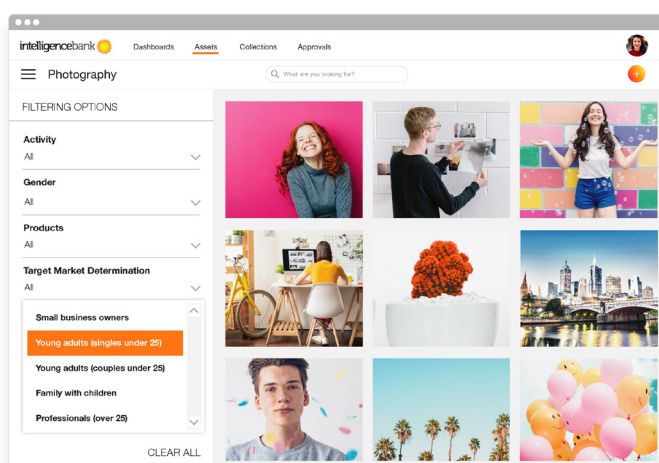 intelligencebank
Dashboards
Assets
Collections
Approvals
Photography
What are you looking for?
+
FILTERING OPTIONS
Activity
All
Gender
All
Products
All
Target Market Determination
All
Small business owners
Young adults (singles under 25)
Young adults (couples under 25)
Family with children
Professionals (over 25)
CLEAR ALL